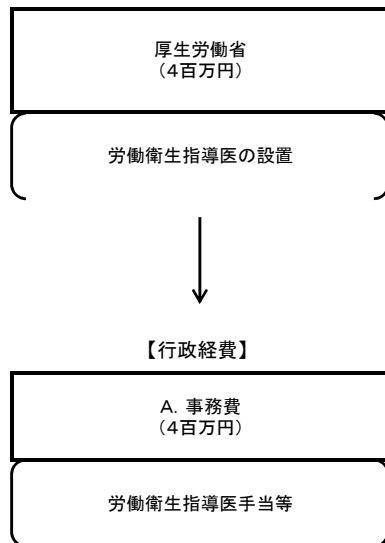 厚生労働省
（4百万円）
労働衛生指導医の設置
【行政経費】
A. 事務費
（4百万円）
労働衛生指導医手当等